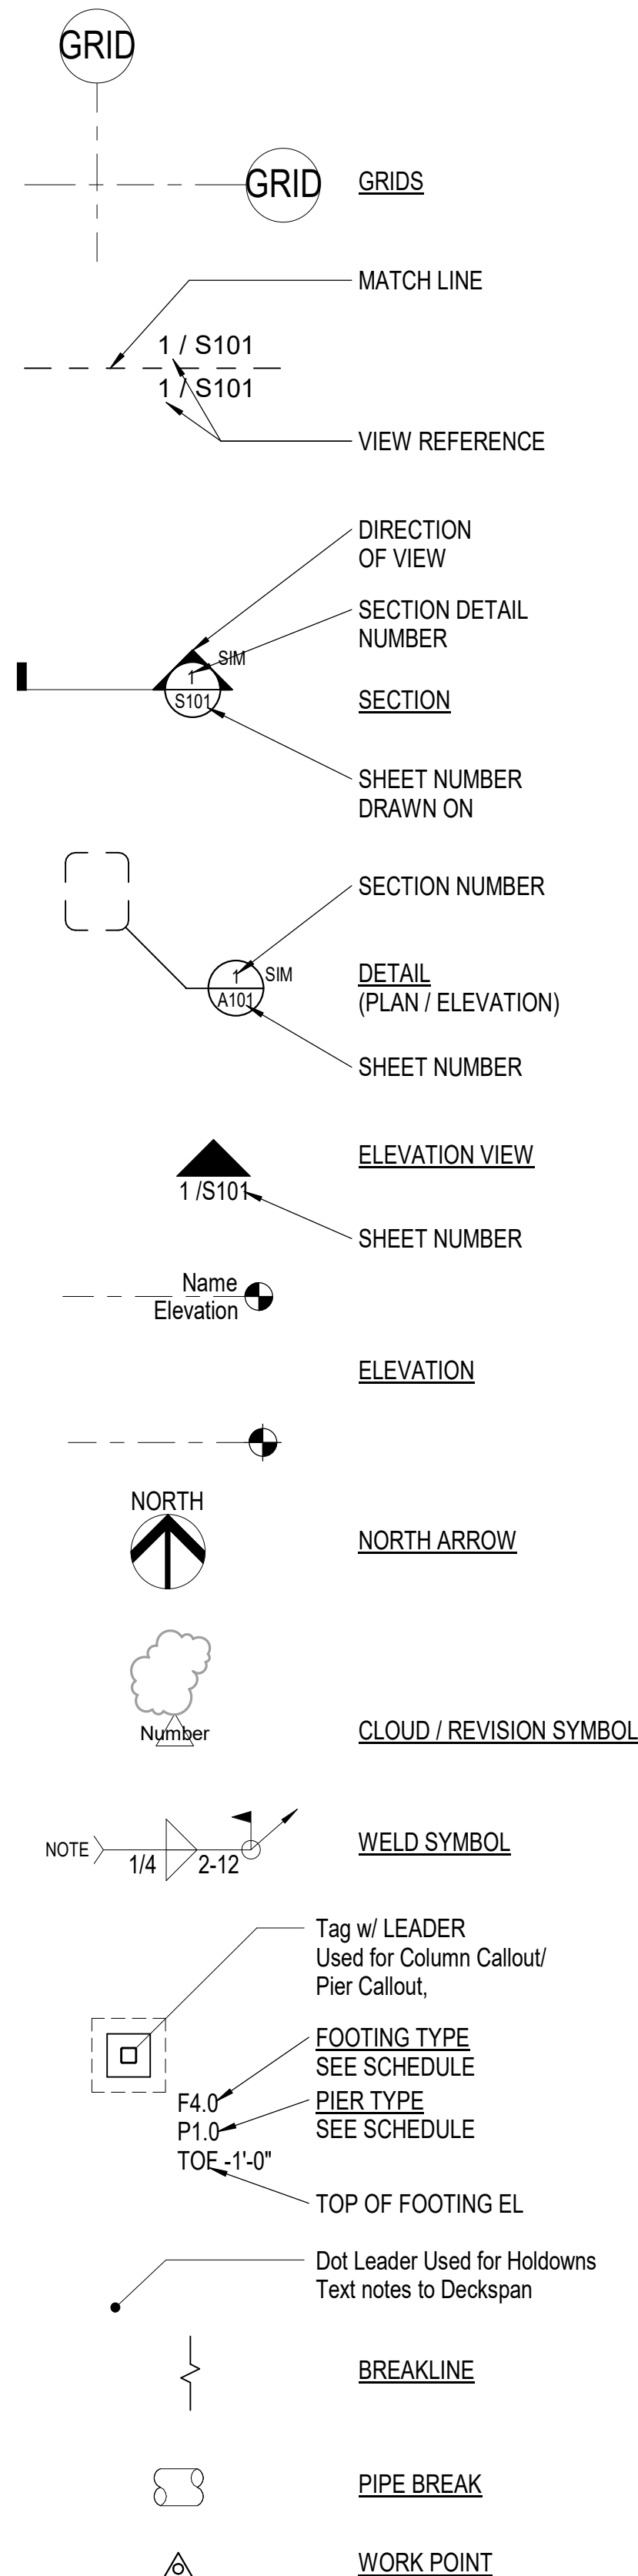 GRID
GRID
GRIDS
MATCH LINE
1 / S101
1 / S101
VIEW REFERENCE
DIRECTION
OF VIEW
SECTION DETAIL
NUMBER
SIM
1
S101
SECTION
SHEET NUMBER
DRAWN ON
SECTION NUMBER
1
SIM
A101
DETAIL
(PLAN / ELEVATION)
SHEET NUMBER
ELEVATION VIEW
1 /S101
SHEET NUMBER
Name
Elevation
ELEVATION
NORTH
NORTH ARROW
Number
CLOUD / REVISION SYMBOL
NOTE
1/4
2-12
WELD SYMBOL
Tag w/ LEADER
Used for Column Callout/
Pier Callout,
FOOTING TYPE
SEE SCHEDULE
F4.0
PIER TYPE
P1.0
SEE SCHEDULE
TOF -1'-0"
TOP OF FOOTING EL
Dot Leader Used for Holdowns
Text notes to Deckspan
BREAKLINE
PIPE BREAK
WORK POINT